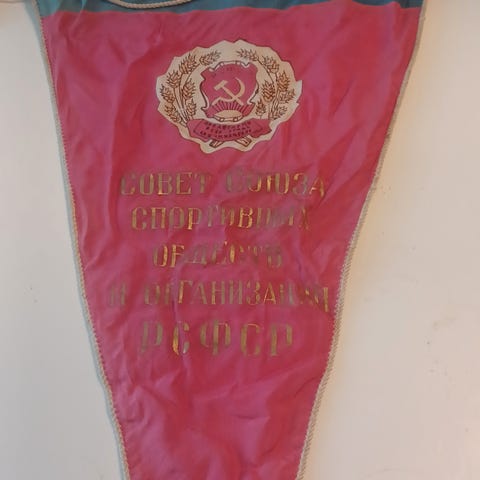 СОВЕТ СОЮЗА
СПОРТИВНЫХ
ОБЩЕСТВ
И ОРГАНИЗАЦИЙ
РСФСР